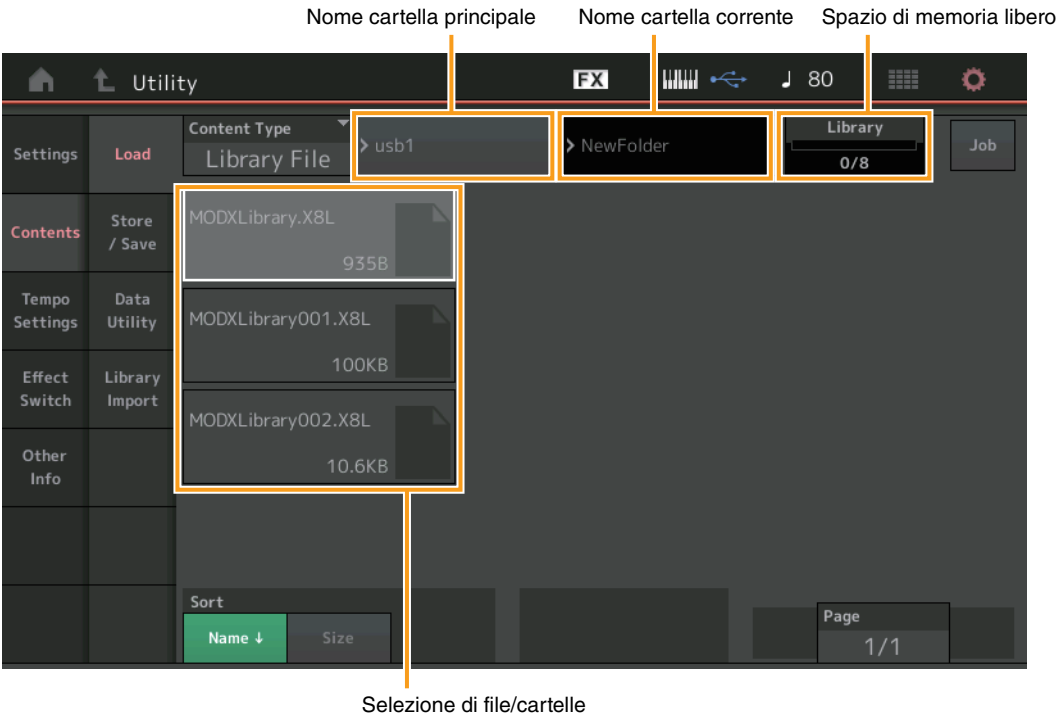 Nome cartella principale Nome cartella corrente Spazio di memoria libero
Utility FX 80
Settings
Load
Content Type
Library File
usb1
NewFolder
Library
0/8
Job
Contents
Store
/ Save
MODXLibrary.X8L
935B
Tempo
Settings
Data
Utility
MODXLibrary001.X8L
100KB
Effect
Switch
Library
Import
MODXLibrary002.X8L
10.6KB
Other
Info
Sort
Name ↓
Size
Page
1/1
Selezione di file/cartelle